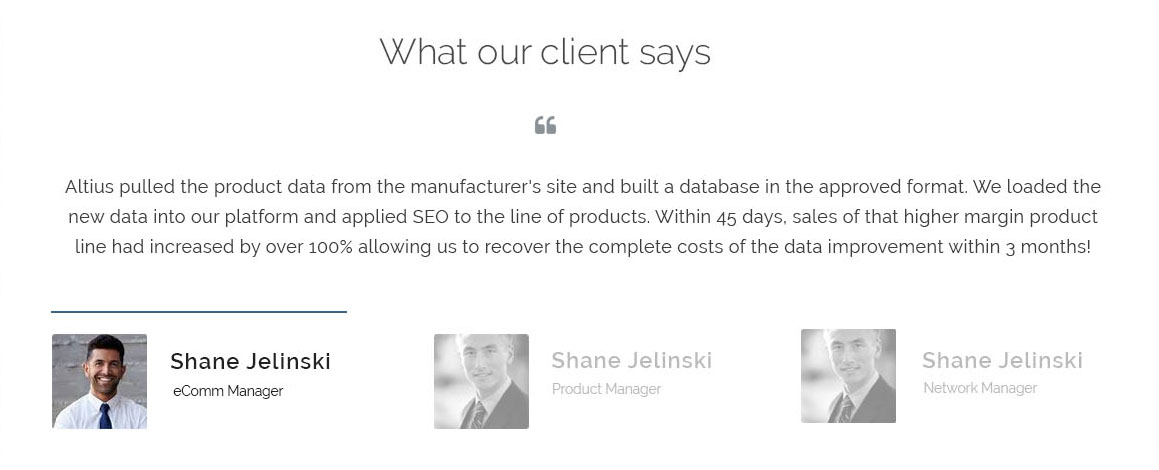 What our client says
“
Altius pulled the product data from the manufacturer's site and built a database in the approved format. We loaded the
new data into our platform and applied SEO to the line of products. Within 45 days, sales of that higher margin product
line had increased by over 100% allowing us to recover the complete costs of the data improvement within 3 months!
Shane Jelinski
eComm Manager
Shane Jelinski
Product Manager
Shane Jelinski
Network Manager